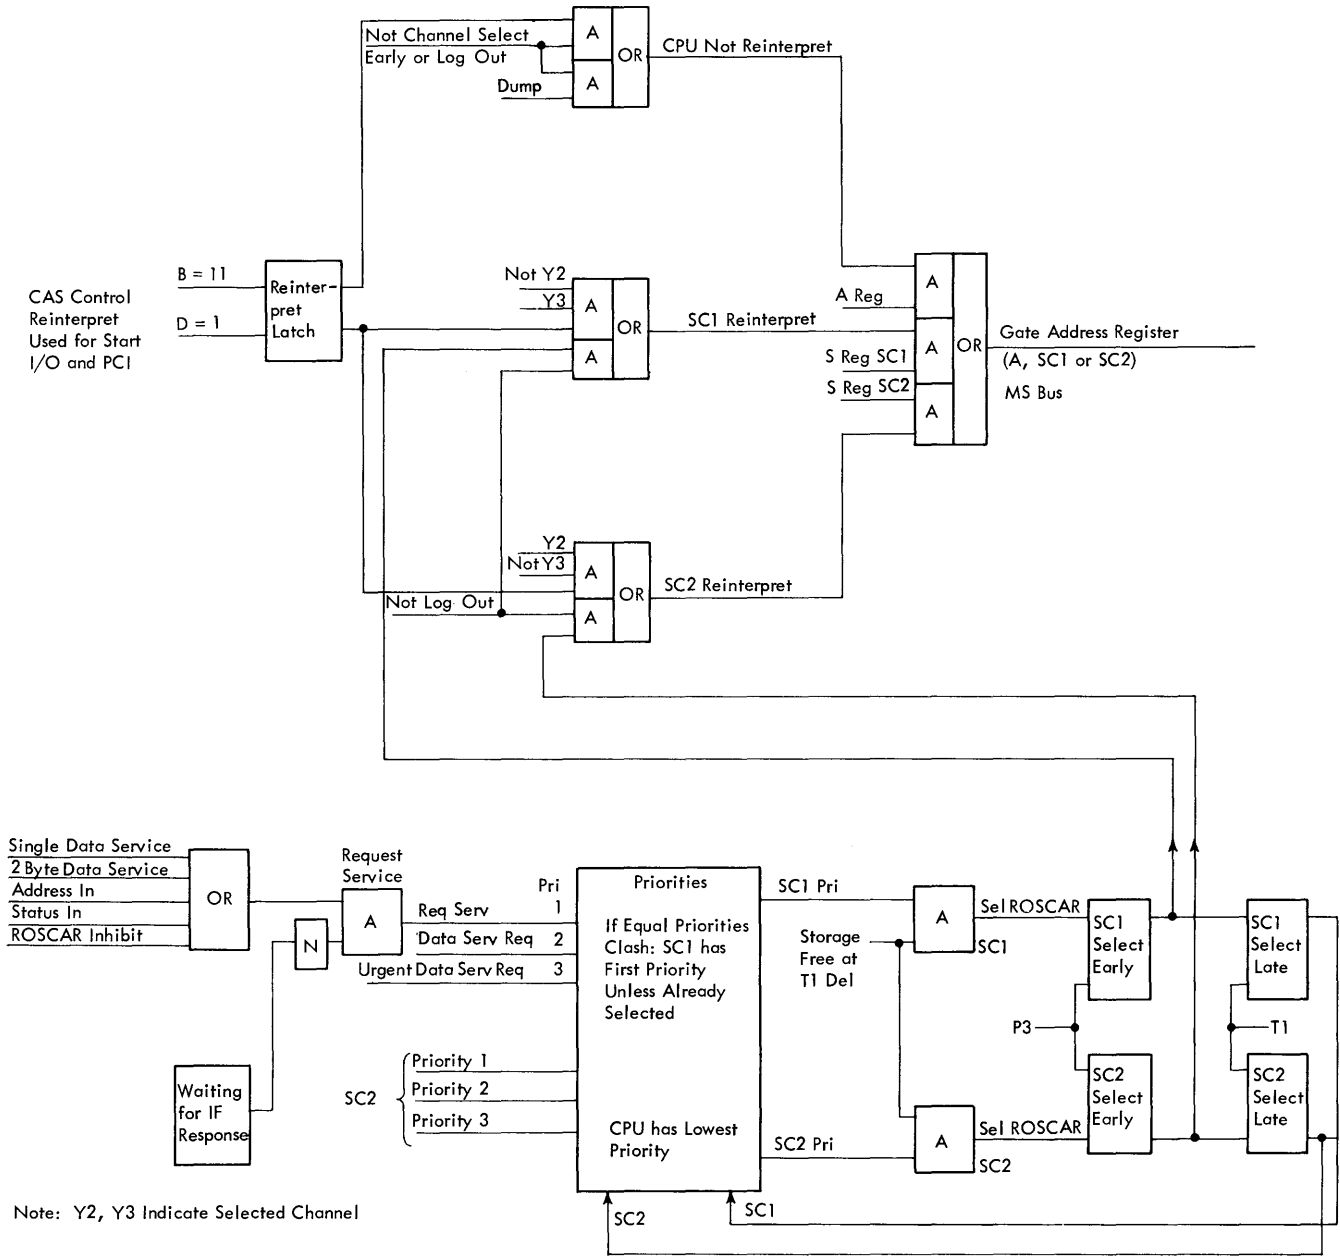 Not Channel Select
Early or Log Out
Dump
A
A
OR
CPU Not Reinterpret
CAS Control
Reinterpret
Used for Start
I/O and PCI
B = 11
D = 1
Reinter-
pret
Latch
Not Y2
Y3
A
A
OR
SC1 Reinterpret
A Reg
S Reg SC1
S Reg SC2
A
A
A
OR
Gate Address Register
(A, SC1 or SC2)
MS Bus
Y2
Not Y3
Not Log Out
A
A
OR
SC2 Reinterpret
Single Data Service
2 Byte Data Service
Address In
Status In
ROSCAR Inhibit
OR
Request
Service
A
N
Waiting
for IF
Response
Pri
Req Serv 1
Data Serv Req 2
Urgent Data Serv Req 3
SC2
Priority 1
Priority 2
Priority 3
Priorities
If Equal Priorities
Clash: SC1 has
First Priority
Unless Already
Selected
CPU has Lowest
Priority
SC1 Pri
Storage
Free at
T1 Del
SC2 Pri
A
Sel ROSCAR
SC1
A
Sel ROSCAR
SC2
SC1
Select
Early
P3
SC2
Select
Early
SC1
Select
Late
T1
SC2
Select
Late
SC2
SC1
Note: Y2, Y3 Indicate Selected Channel